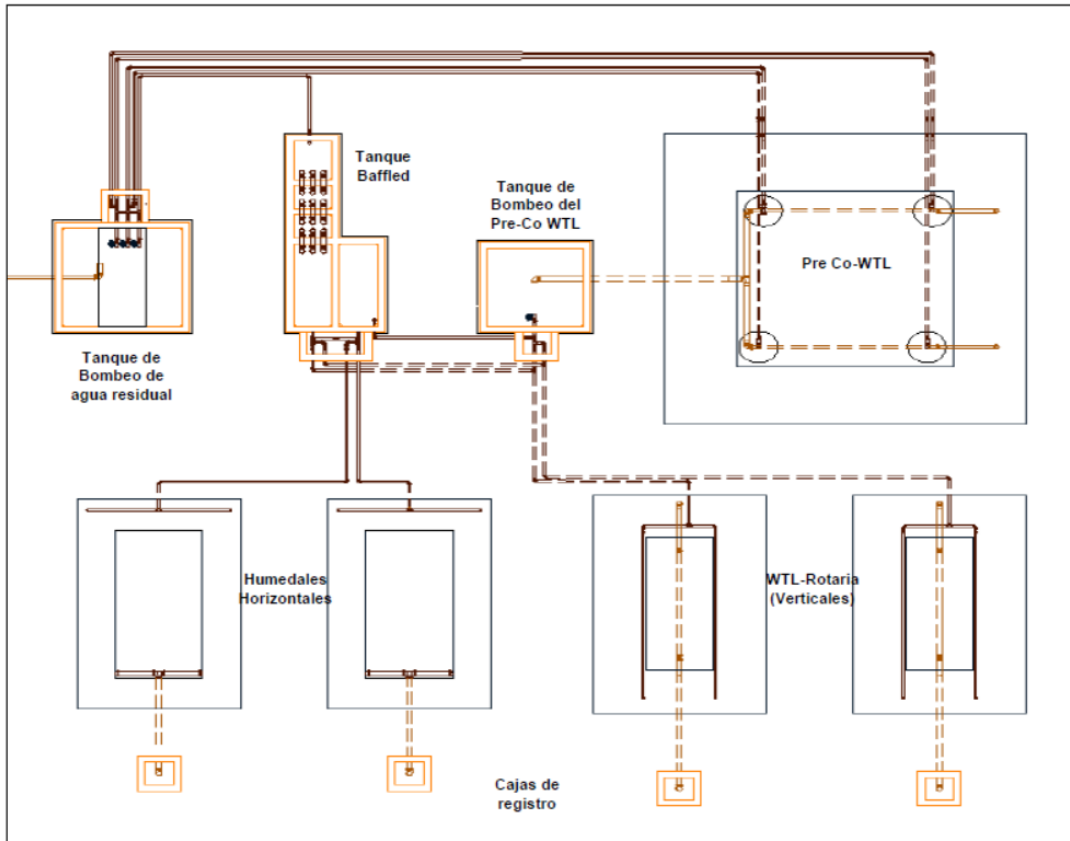 Tanque
Baffled
Tanque de
Bombeo del
Pre-Co WTL
Pre Co-WTL
Tanque de
Bombeo de
agua residual
Humedales
Horizontales
WTL-Rotaria
(Verticales)
Cajas de
registro